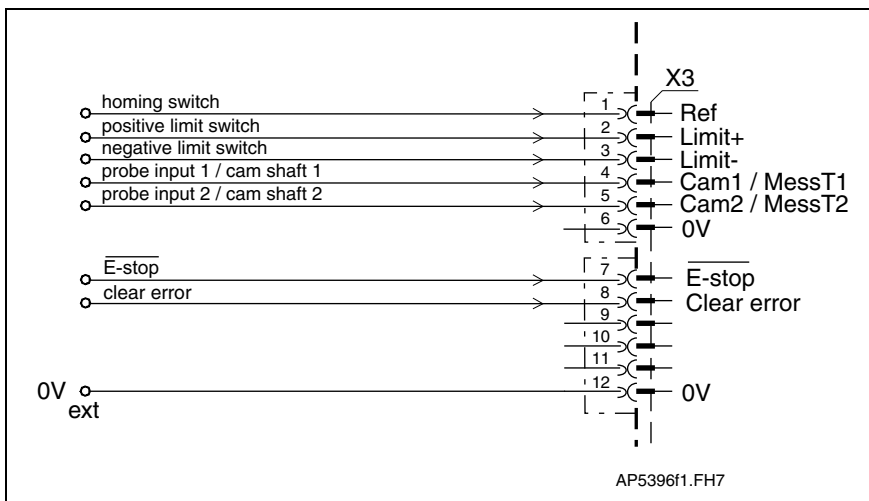 X3
homing switch
1
Ref
positive limit switch
2
Limit+
negative limit switch
3
Limit-
probe input 1 / cam shaft 1
4
Cam1 / MessT1
probe input 2 / cam shaft 2
5
Cam2 / MessT2
6
0V
E-stop
7
E-stop
clear error
8
Clear error
9
10
11
12
0V
ext
0V
AP5396f1.FH7